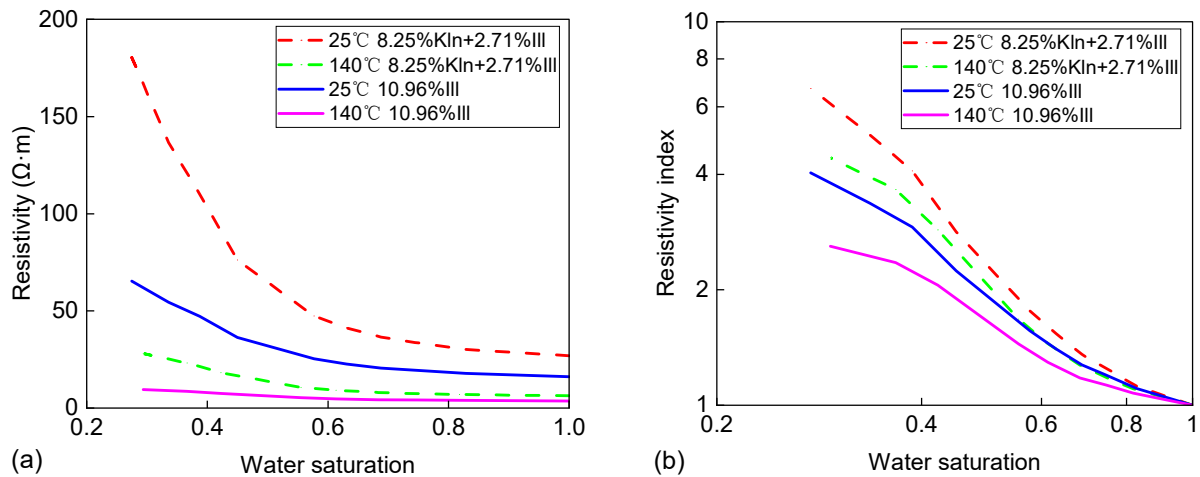 200
150
100
50
0
0.2
0.4
0.6
0.8
1.0
Resistivity (Ω·m)
Water saturation
(a)
25℃ 8.25%Kln+2.71%Ill
140℃ 8.25%Kln+2.71%Ill
25℃ 10.96%Ill
140℃ 10.96%Ill
10
8
6
4
2
1
0.2
0.4
0.6
0.8
1
Resistivity index
Water saturation
(b)
25℃ 8.25%Kln+2.71%Ill
140℃ 8.25%Kln+2.71%Ill
25℃ 10.96%Ill
140℃ 10.96%Ill